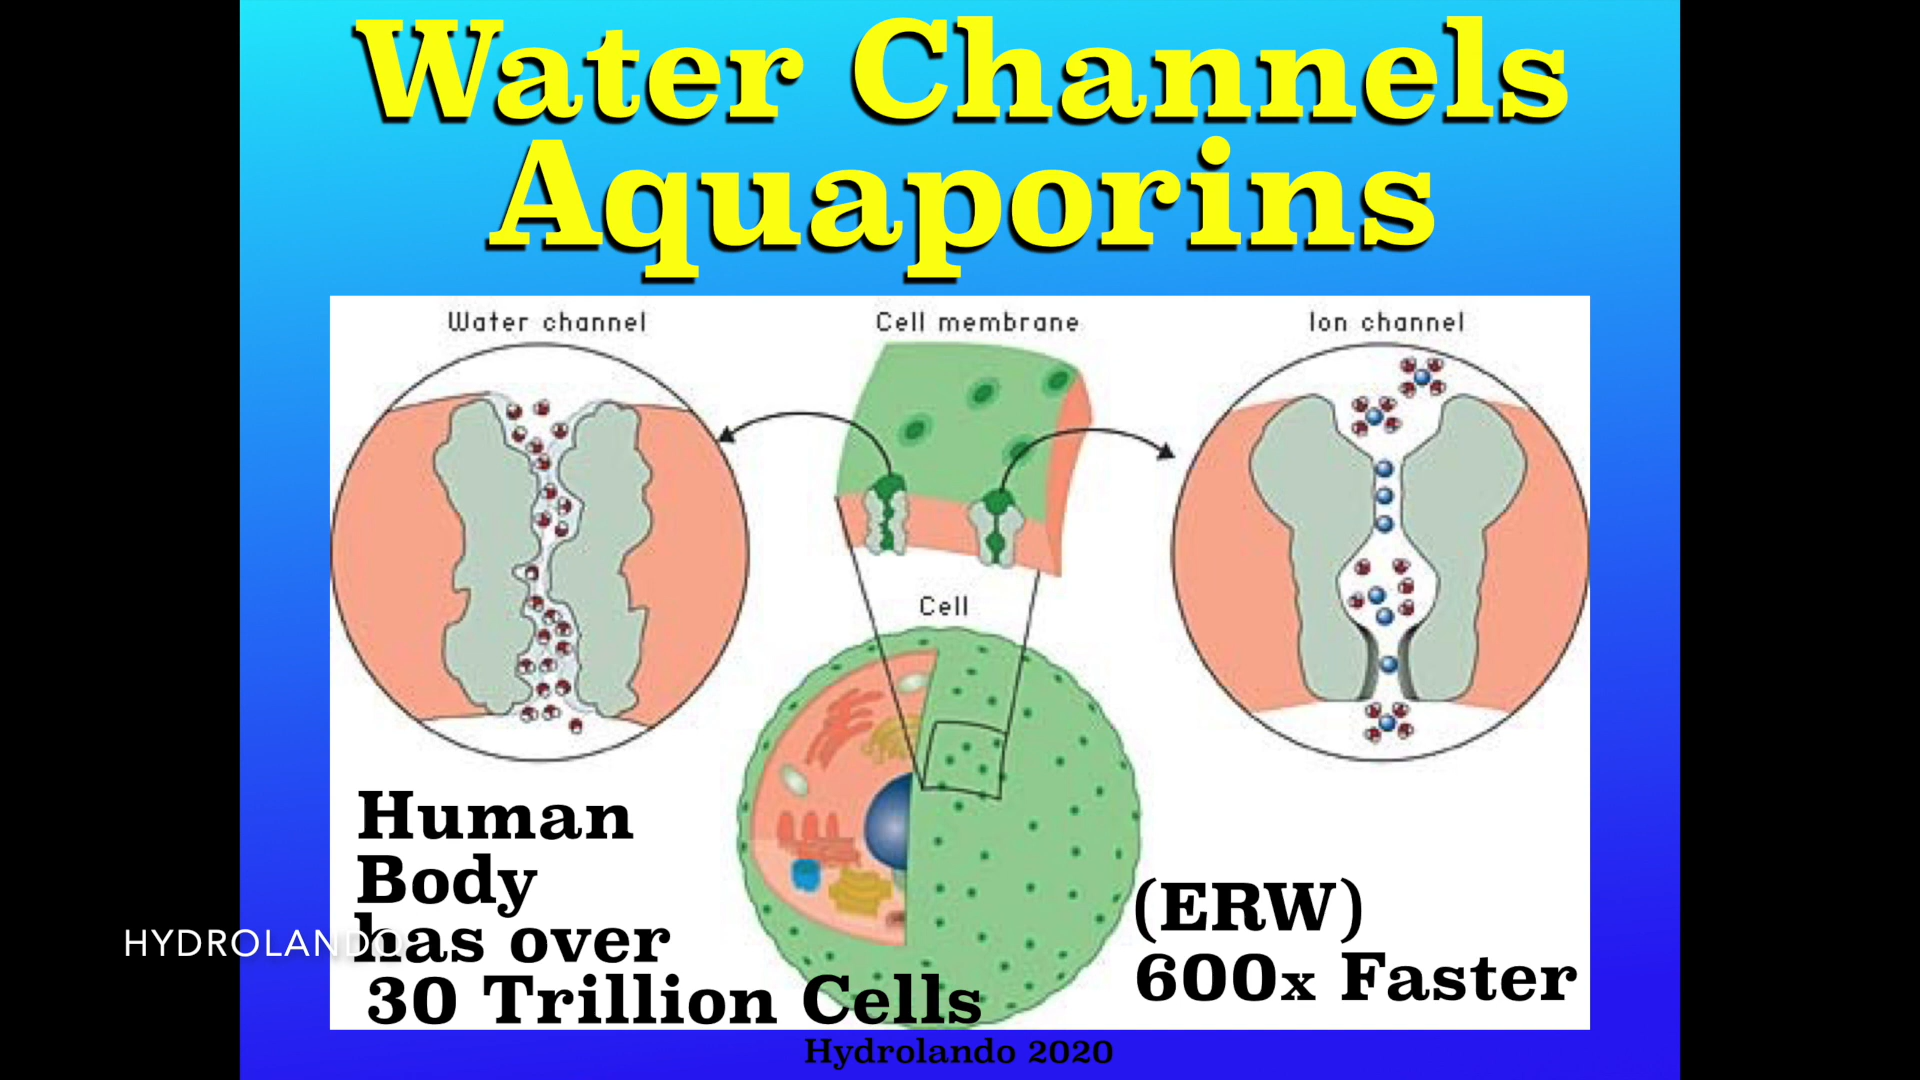 Water Channels
Aquaporins
Water channel
Cell membrane
Ion channel
Cell
Human
Body
has over
30 Trillion Cells
(ERW)
600x Faster
HYDROLANDO
Hydrolando 2020